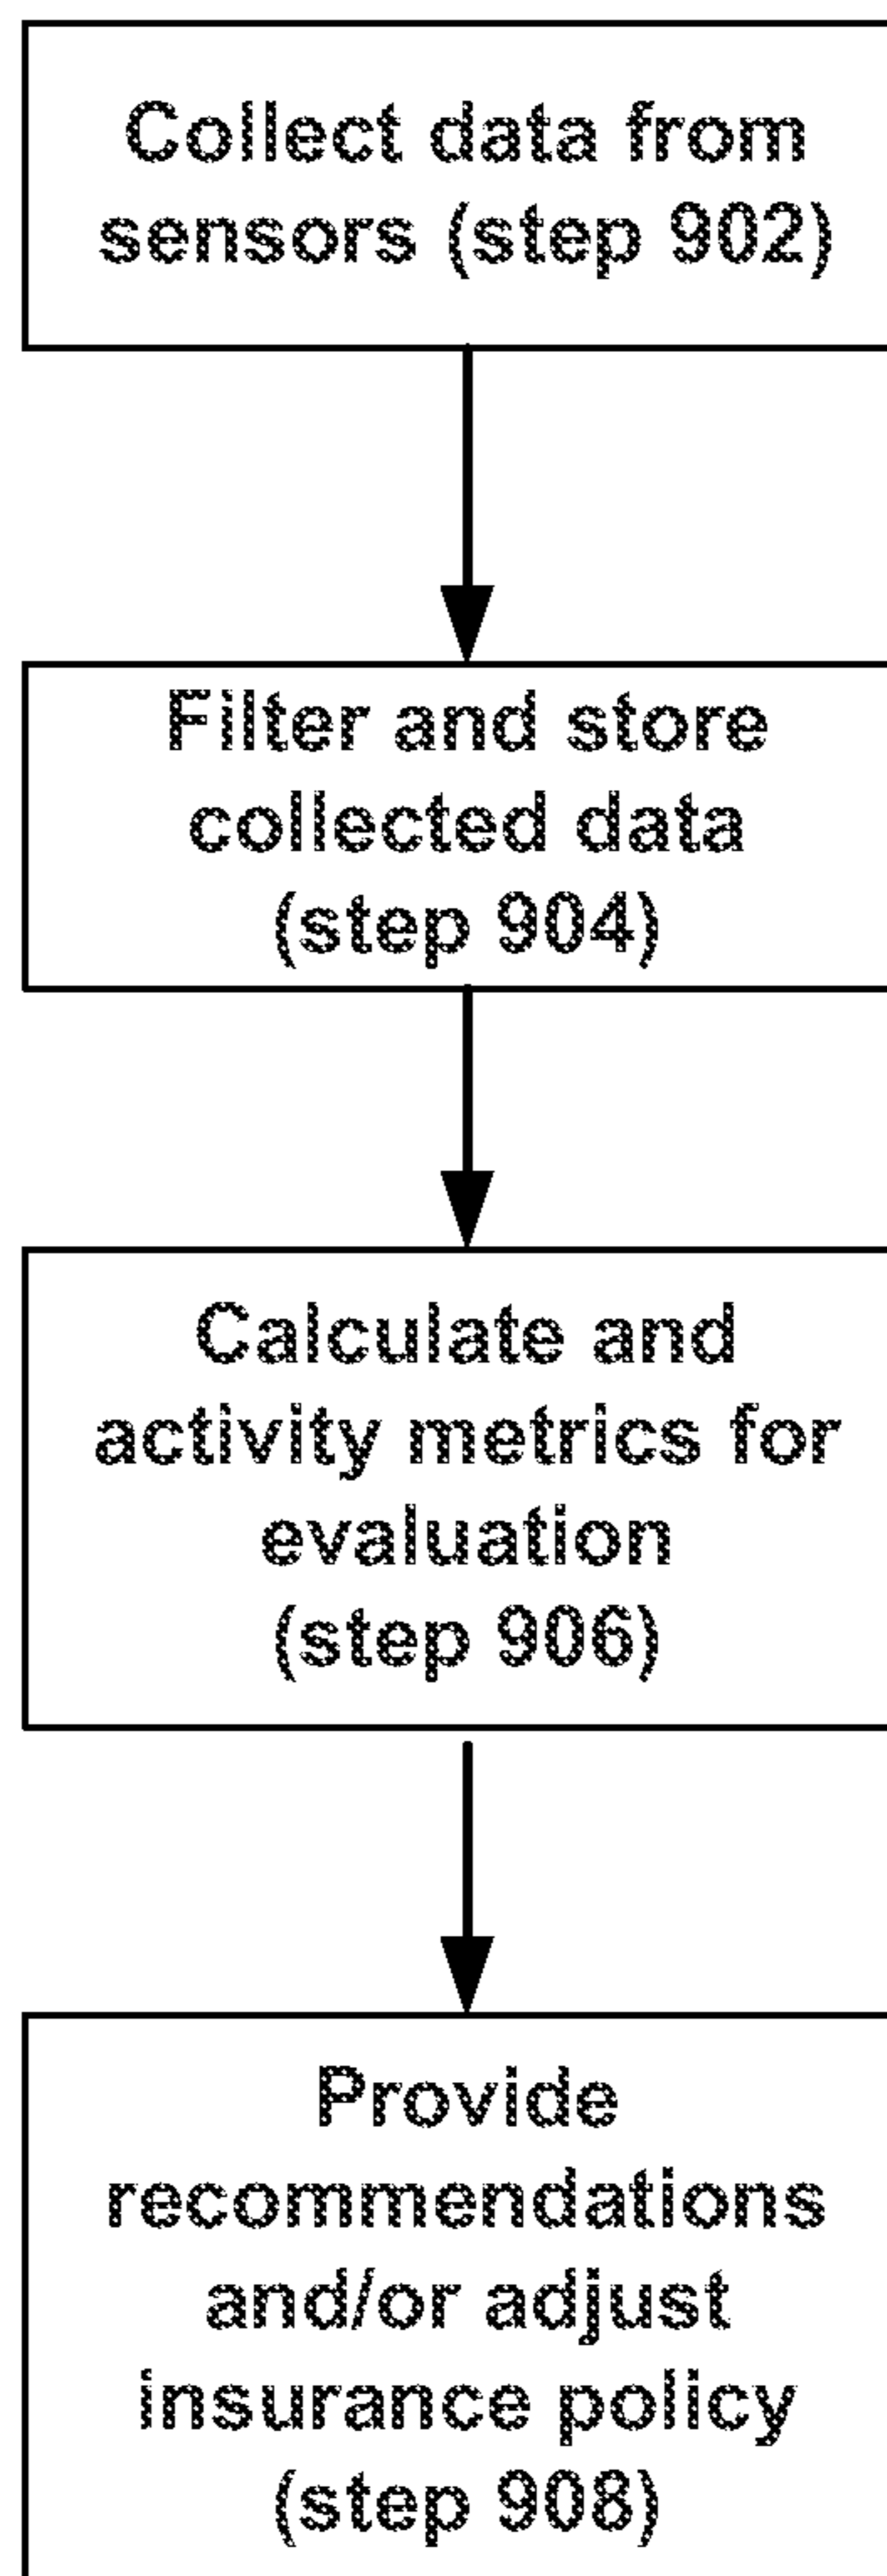 Collect data from
sensors (step 902)
Filter and store
collected data
(step 904)
Calculate and
activity metrics for
evaluation
(step 906)
Provide
recommendations
and/or adjust
insurance policy
(step 908)